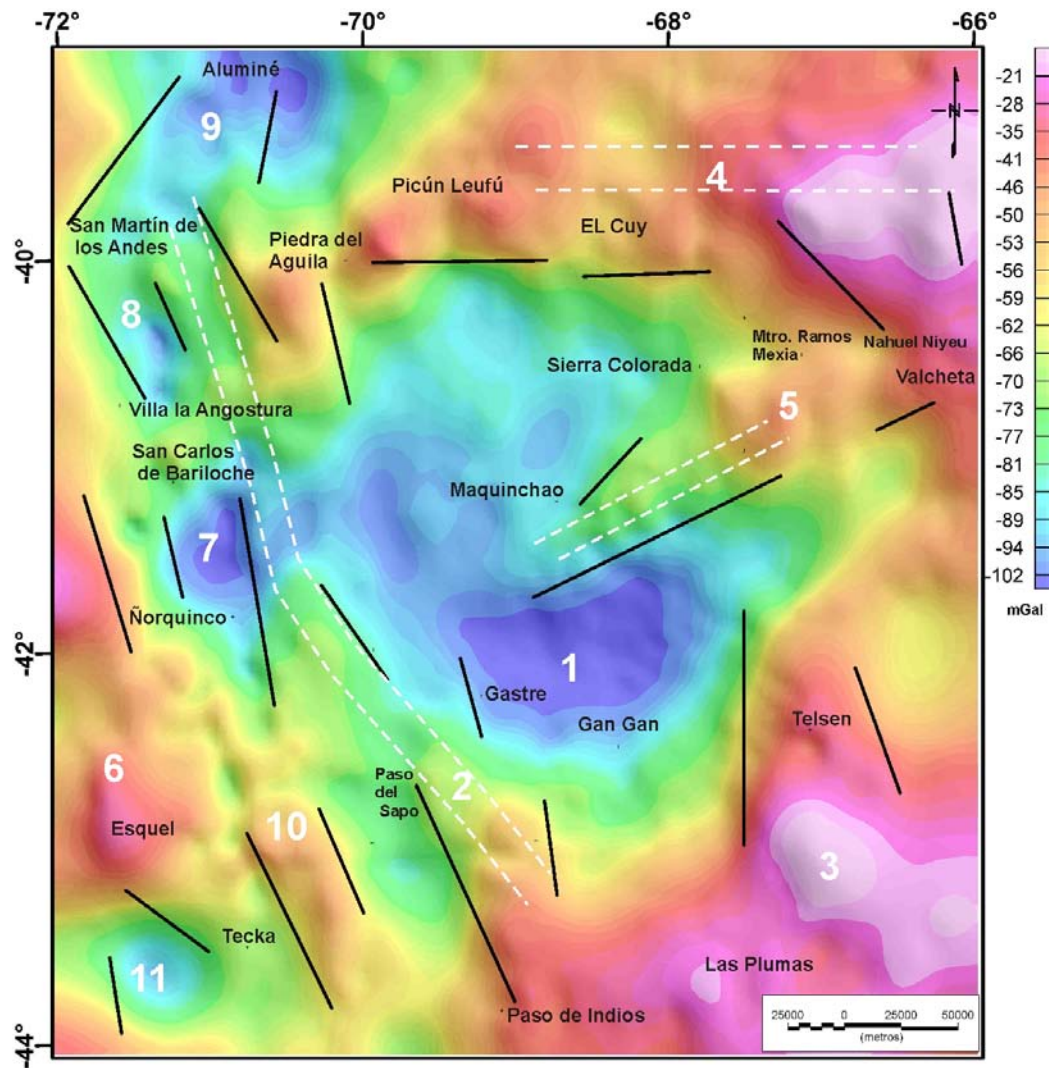 -72°
-70°
-68°
-66°
Aluminé
9
-21
-28
-35
-41
-46
-50
-53
-56
-59
-62
-66
-70
-73
-77
-81
-85
-89
-94
-102
mGal
N
4
Picún Leufú
San Martín de
los Andes
Piedra del
Aguila
EL Cuy
-40°
8
Mtro. Ramos
Mexia
Nahuel Niyeu
Sierra Colorada
Valcheta
Villa la Angostura
5
San Carlos
de Bariloche
Maquinchao
7
Ñorquinco
-42°
1
Gastre
Gan Gan
Telsen
6
Paso
del
Sapo
2
Esquel
10
3
Tecka
11
Las Plumas
Paso de Indios
25000 0 25000 50000
(metros)
-44°